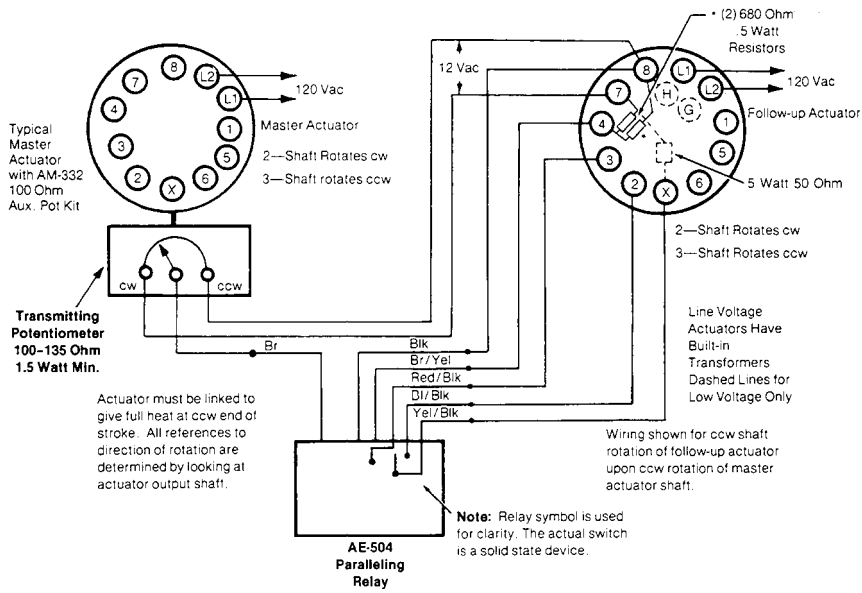 • (2) 680 Ohm
.5 Watt
Resistors
12 Vac
8
L2
7
L1
120 Vac
4
1
Master Actuator
3
5
2—Shaft Rotates cw
2
6
3—Shaft rotates ccw
X
Typical
Master
Actuator
with AM-332
100 Ohm
Aux. Pot Kit
8
L1
120 Vac
7
H
L2
G
Follow-up Actuator
4
1
3
5
2
6
5 Watt 50 Ohm
X
2—Shaft Rotates cw
3—Shaft Rotates ccw
cw
ccw
Transmitting
Potentiometer
100-135 Ohm
1.5 Watt Min.
Br
Blk
Br/Yel
Red/Blk
Bl/Blk
Yel/Blk
Line Voltage
Actuators Have
Built-in
Transformers
Dashed Lines for
Low Voltage Only
Actuator must be linked to
give full heat at ccw end of
stroke. All references to
direction of rotation are
determined by looking at
actuator output shaft.
Wiring shown for ccw shaft
rotation of follow-up actuator
upon ccw rotation of master
actuator shaft.
Note: Relay symbol is used
for clarity. The actual switch
is a solid state device.
AE-504
Paralleling
Relay